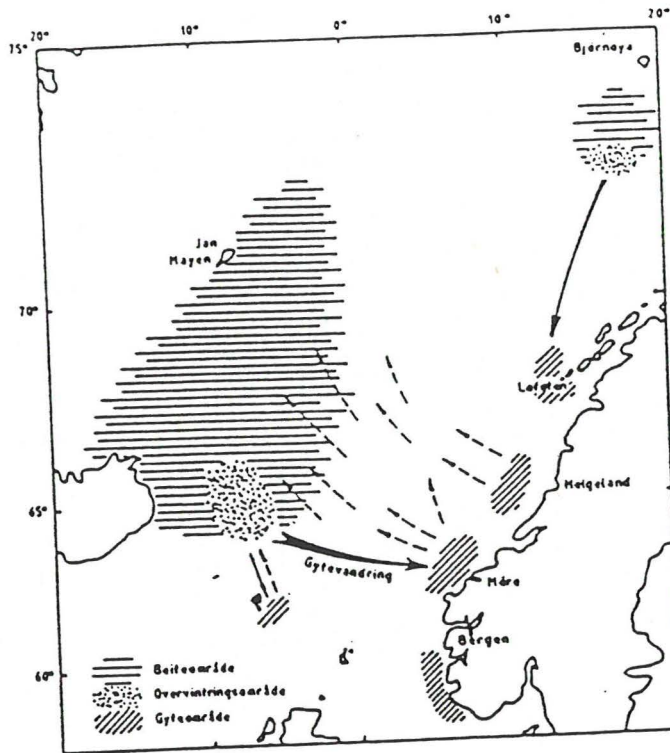 20° 10° 0° 10° 20°
75°
Bjørnøya
Jan
Mayen
70°
Lofoten
Helgeland
65°
Gytevandring
Møre
Bergen
Beiteområde
60°
Overvintringsområde
Gyteområde